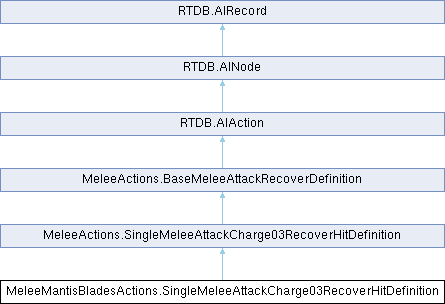 RTDB.AIRecord
RTDB.AINode
RTDB.AIAction
MeleeActions.BaseMeleeAttackRecoverDefinition
MeleeActions.SingleMeleeAttackCharge03RecoverHitDefinition
MeleeMantisBladesActions.SingleMeleeAttackCharge03RecoverHitDefinition